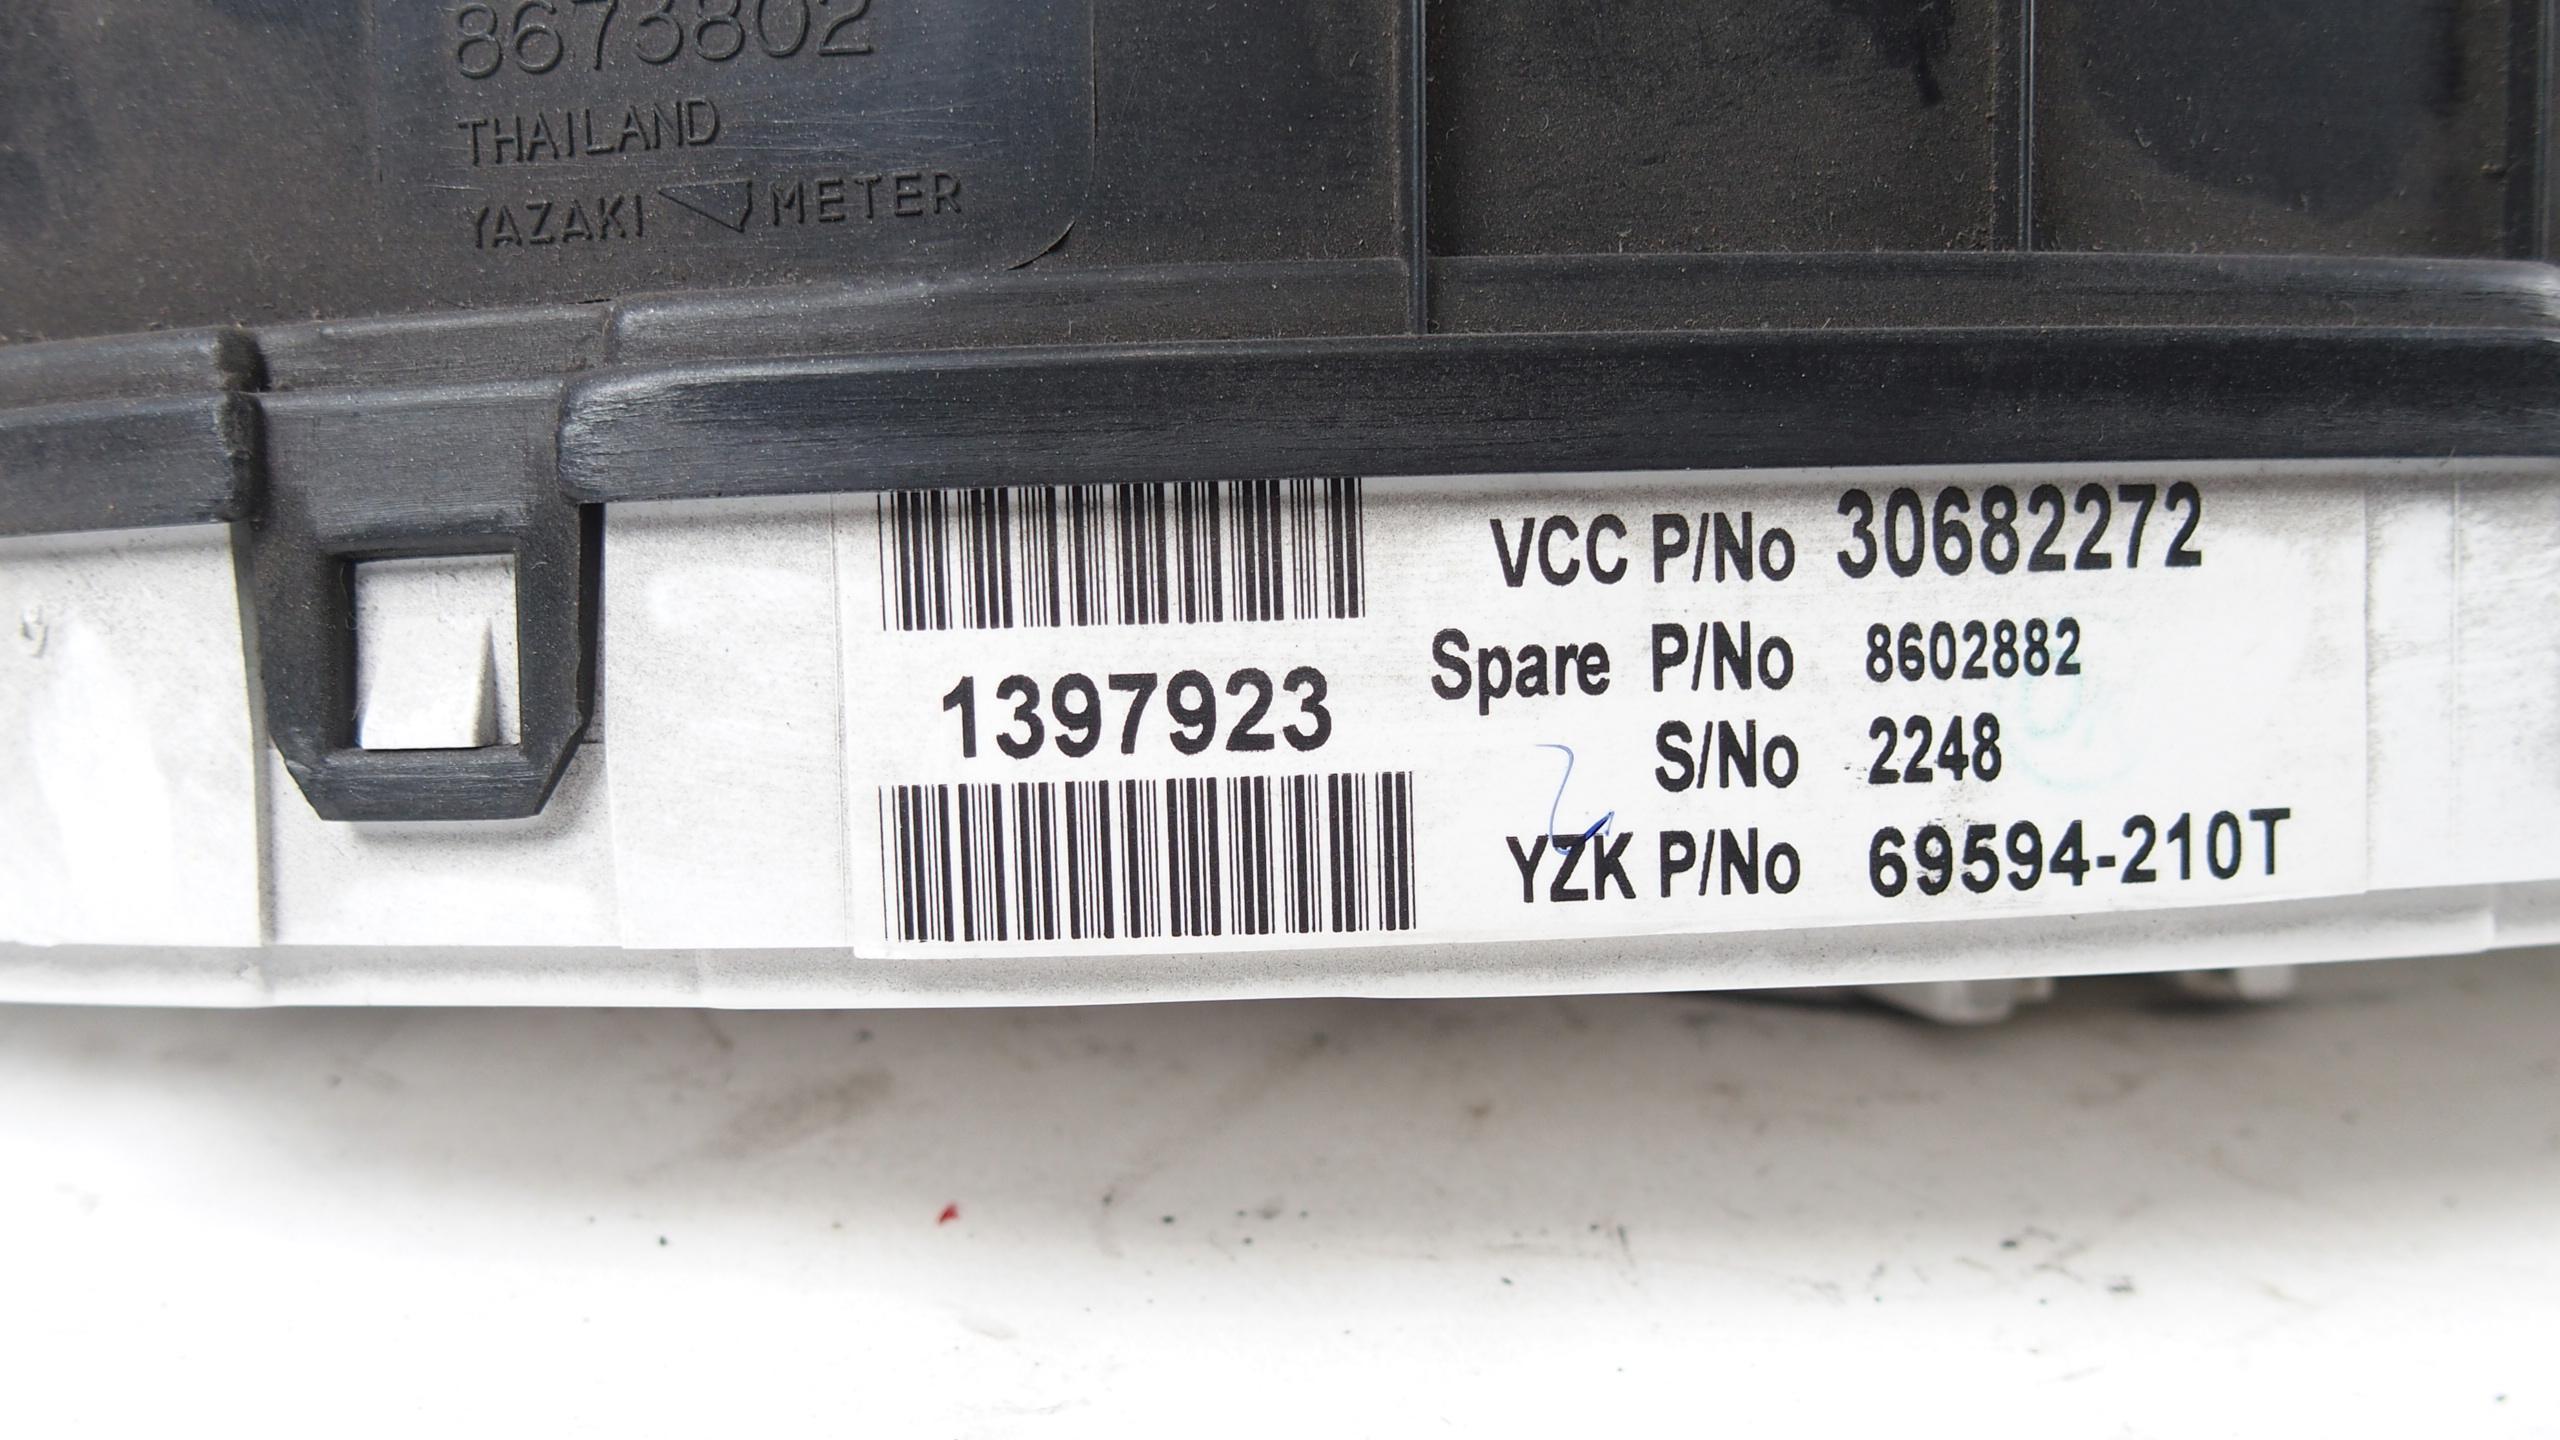 8673802
THAILAND
YAZAKI METER
1397923
VCC P/No 30682272
Spare P/No 8602882
S/No 2248
YZK P/No 69594-210T